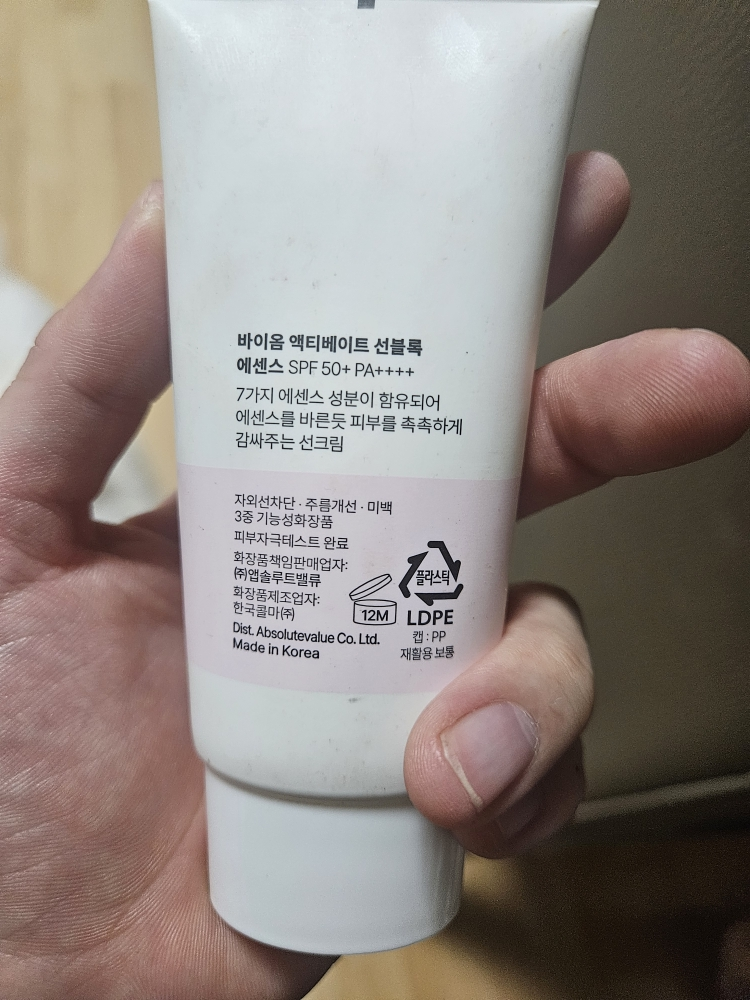 바이옴 액티베이트 선블록
에센스 SPF 50+ PA++++
7가지 에센스 성분이 함유되어
에센스를 바른듯 피부를 촉촉하게
감싸주는 선크림
자외선차단 · 주름개선 · 미백
3중 기능성화장품
피부자극테스트 완료
화장품책임판매업자:
㈜앱솔루트밸류
화장품제조업자:
한국콜마㈜
Dist. Absolutevalue Co. Ltd.
Made in Korea
12M
플라스틱
LDPE
캡 : PP
재활용 보통